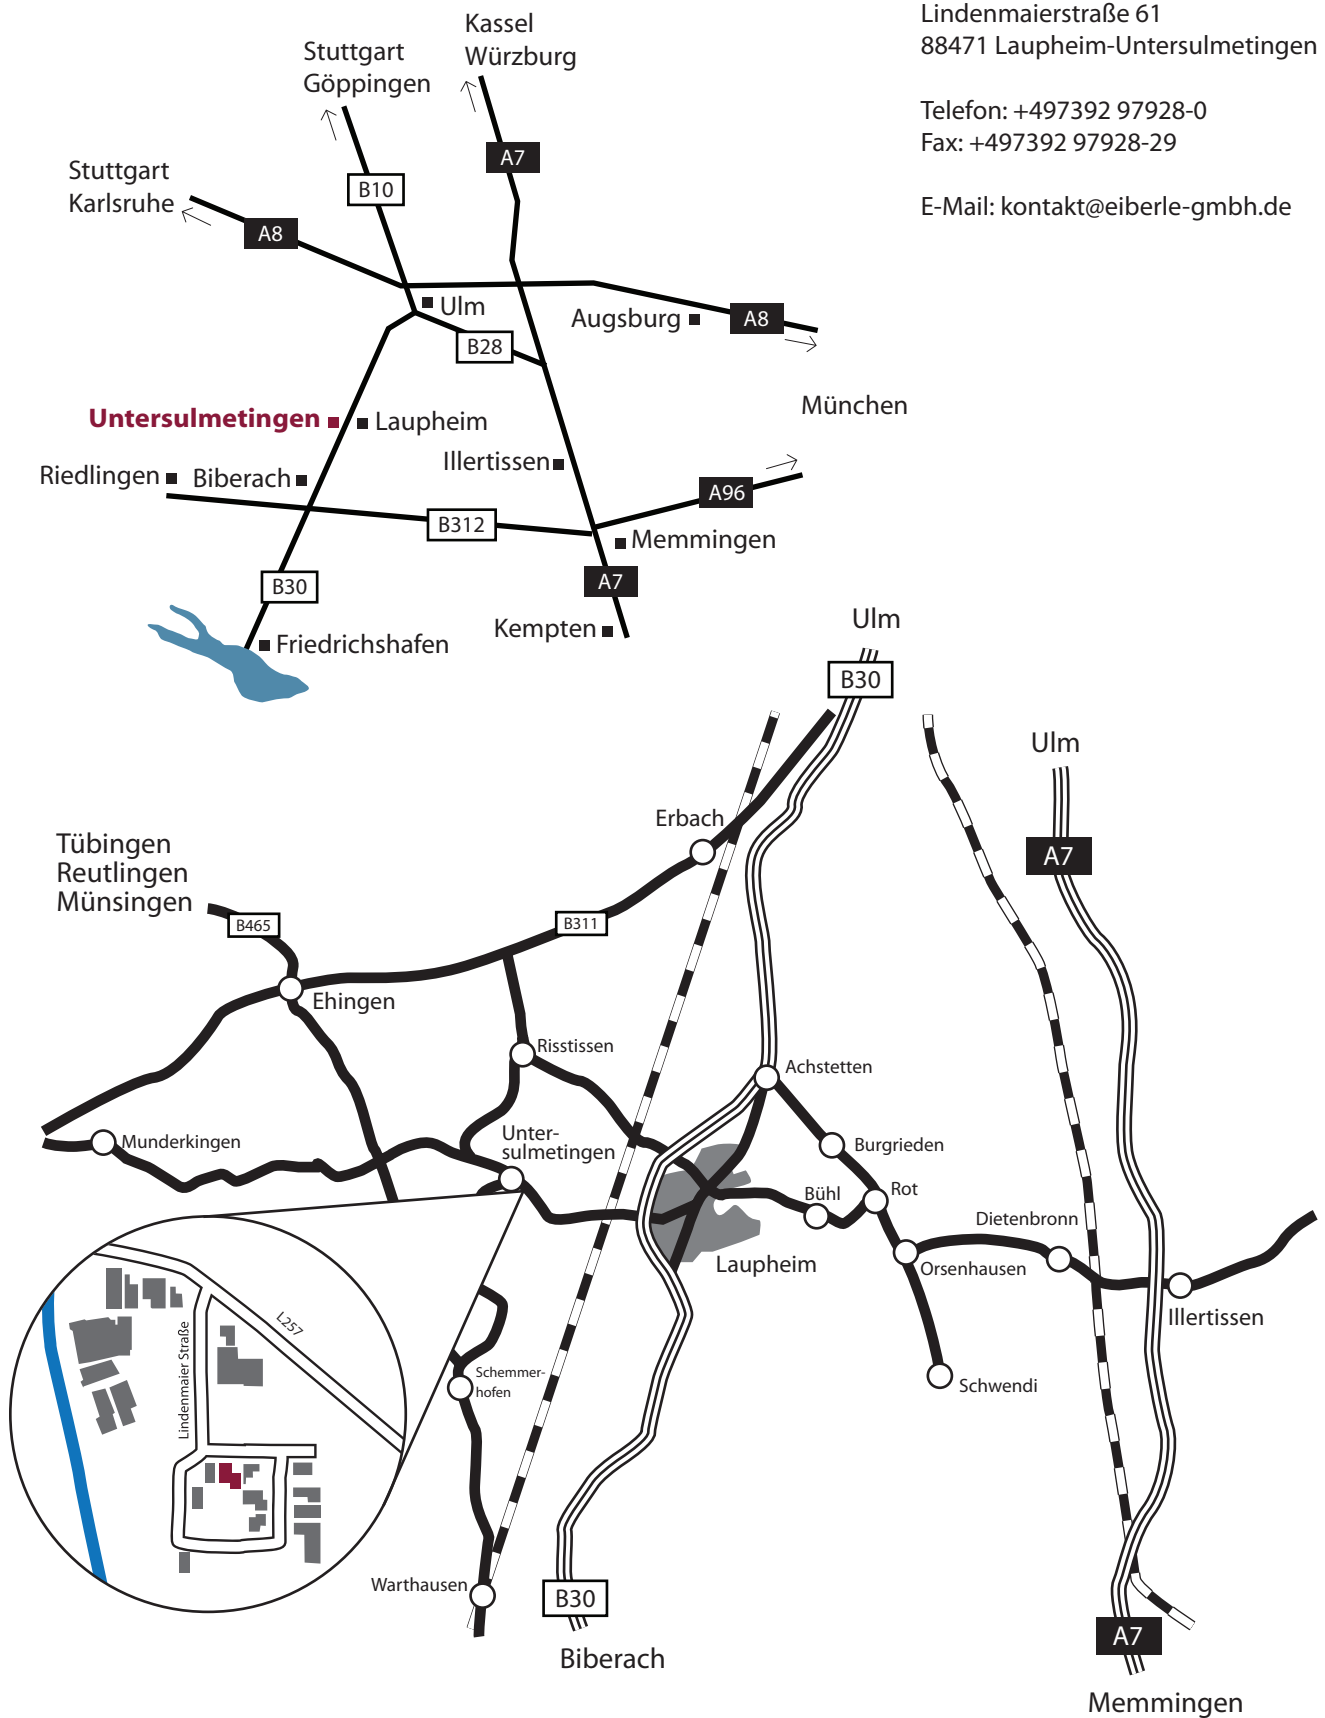 Lindenmaierstraße 61
88471 Laupheim-Untersulmetingen
Telefon: +497392 97928-0
Fax: +497392 97928-29
E-Mail: kontakt@eiberle-gmbh.de
Kassel
Würzburg
Stuttgart
Göppingen
A7
Stuttgart
Karlsruhe
B10
A8
Ulm
Augsburg
A8
B28
München
Untersulmetingen
Laupheim
Illertissen
Riedlingen
Biberach
A96
B312
Memmingen
A7
B30
Kempten
Friedrichshafen
Ulm
B30
Ulm
Erbach
A7
Tübingen
Reutlingen
Münsingen
B465
B311
Ehingen
Risstissen
Achstetten
Munderkingen
Unter-
sulmetingen
Burgrieden
Bühl
Rot
Dietenbronn
Laupheim
Orsenhausen
Illertissen
L257
Lindenmaier Straße
Schemmer-
hofen
Schwendi
Warthausen
B30
Biberach
A7
Memmingen